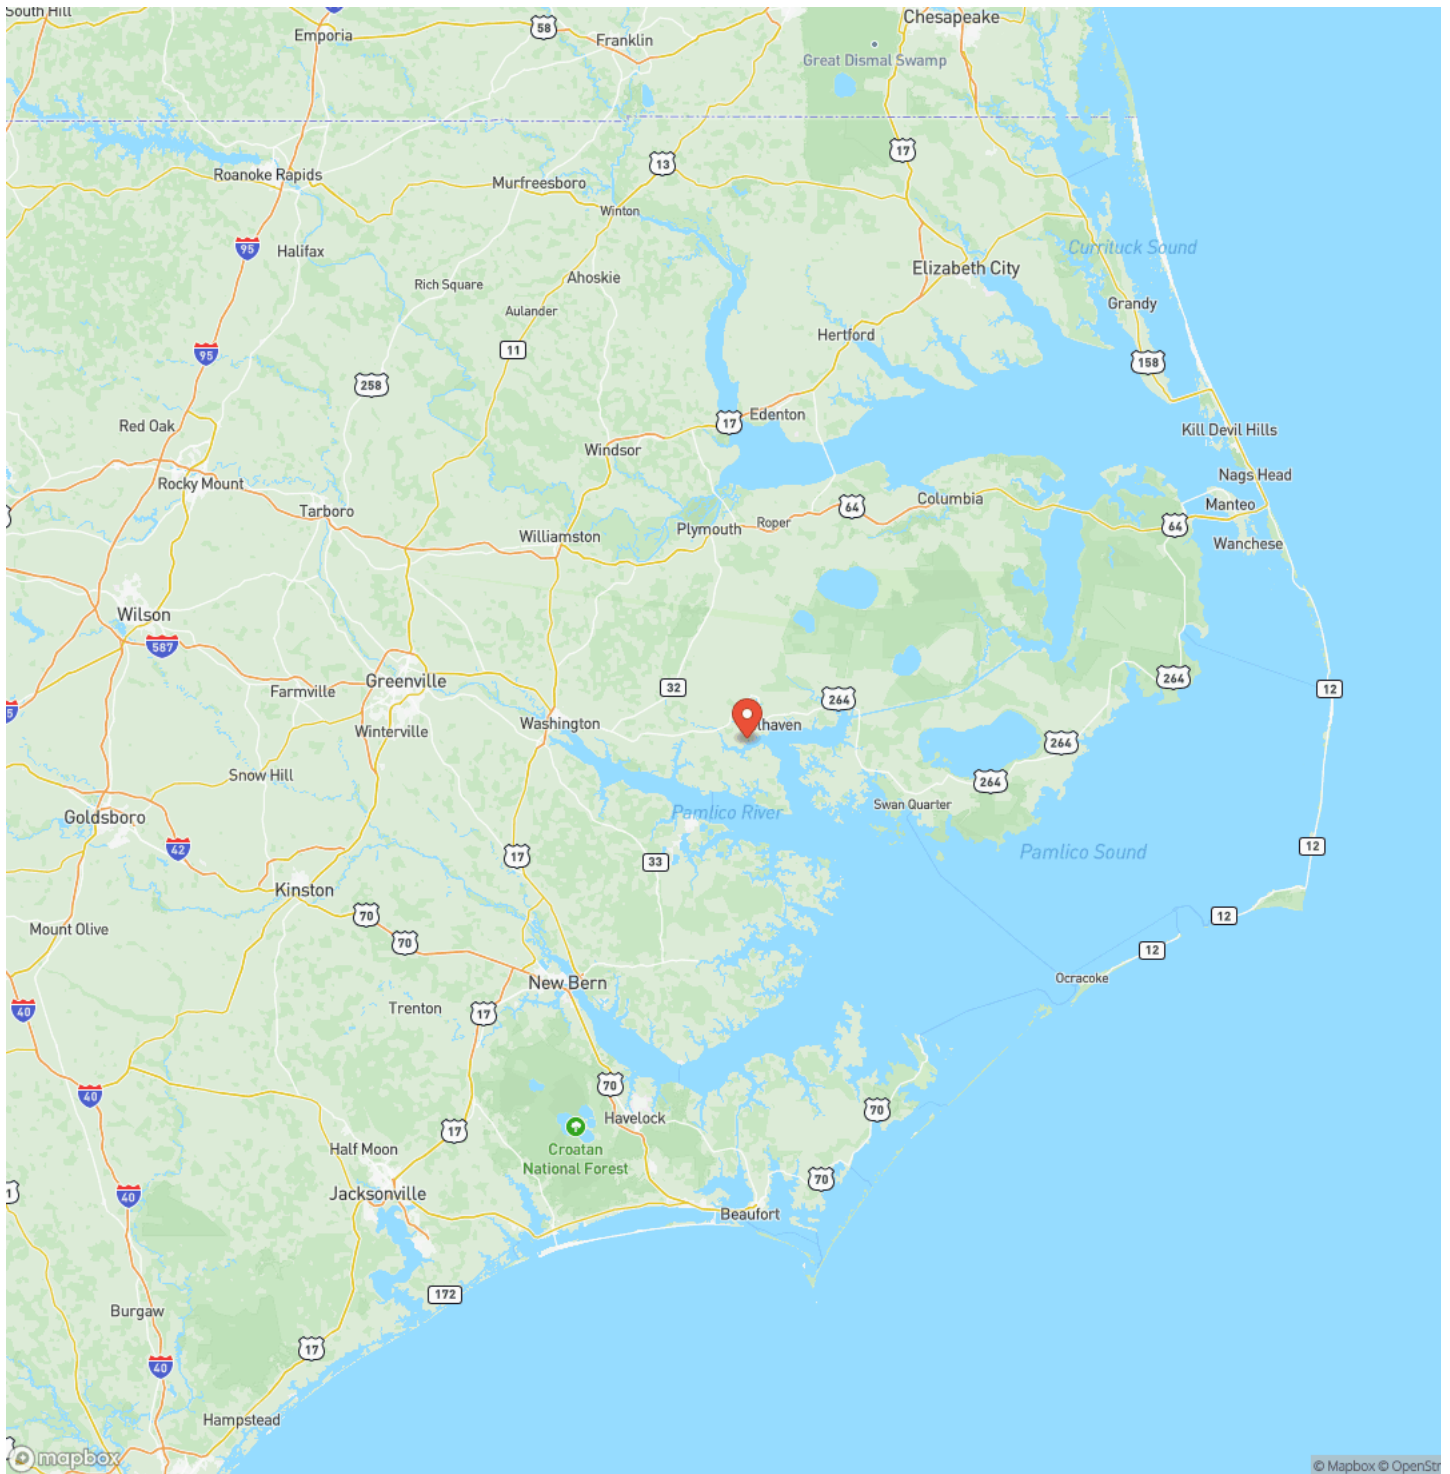 South Hill
Emporia
58
Franklin
Chesapeake
Great Dismal Swamp
17
13
Roanoke Rapids
Murfreesboro
Winton
95
Halifax
Currituck Sound
Elizabeth City
Ahoskie
Rich Square
Aulander
Grandy
Hertford
95
11
158
258
Edenton
17
Red Oak
Kill Devil Hills
Windsor
Nags Head
Rocky Mount
Columbia
Manteo
64
Tarboro
Roper
64
Plymouth
Williamston
Wanchese
Wilson
587
Greenville
264
32
Farmville
12
264
5
Washington
lhaven
Winterville
264
Snow Hill
264
Swan Quarter
Pamlico River
Goldsboro
12
42
17
Pamlico Sound
33
Kinston
70
12
Mount Olive
70
12
Ocracoke
New Bern
Trenton
40
17
70
40
70
Havelock
17
Half Moon
Croatan
National Forest
70
Jacksonville
1
40
Beaufort
172
Burgaw
17
40
Hampstead
mapbox
© Mapbox © OpenStr